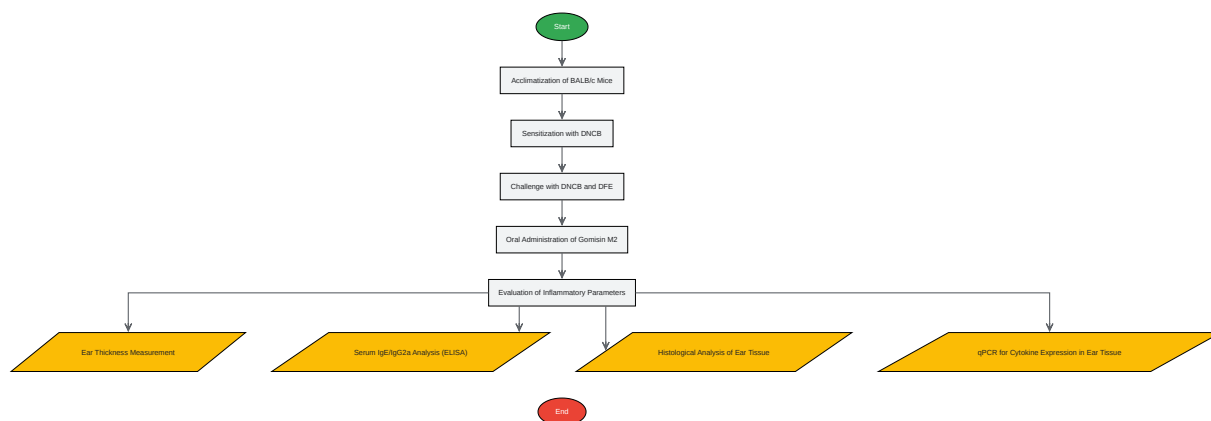 Start
Acclimatization of BALB/c Mice
Sensitization with DNCB
Challenge with DNCB and DFE
Oral Administration of Gomisin M2
Evaluation of Inflammatory Parameters
Ear Thickness Measurement
Serum IgE/IgG2a Analysis (ELISA)
Histological Analysis of Ear Tissue
qPCR for Cytokine Expression in Ear Tissue
End